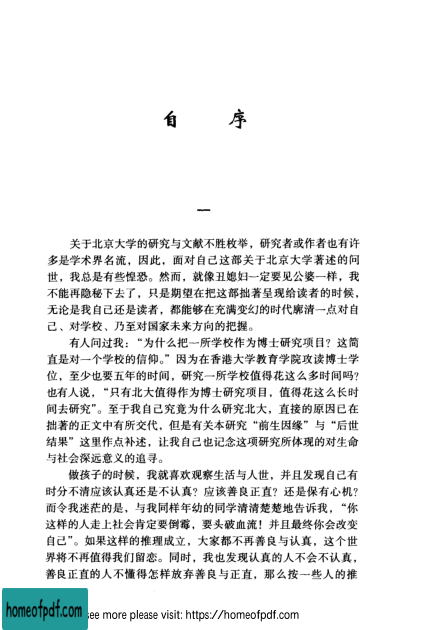 自 序
一
关于北京大学的研究与文献不胜枚举，研究者或作者也有许
多是学术界名流，因此，面对自己这部关于北京大学著述的问
世，我总是有些惶恐。然而，就像丑媳妇一定要见公婆一样，我
不能再隐秘下去了，只是期望在把这部拙著呈现给读者的时候，
无论是我自己还是读者，都能够在充满变幻的时代廓清一点对自
己、对学校、乃至对国家未来方向的把握。
有人问过我：“为什么把一所学校作为博士研究项目？这简
直是对一个学校的信仰。”因为在香港大学教育学院攻读博士学
位，至少也要五年的时间，研究一所学校值得花这么多时间吗？
也有人说，“只有北大值得作为博士研究项目，值得花这么长时
间去研究”。至于我自己究竟为什么研究北大，直接的原因已在
拙著的正文中有所交代，但是有关本研究“前生因缘”与“后世
结果”这里作点补述，让我自己也记念这项研究所体现的对生命
与社会深远意义的追寻。
做孩子的时候，我就喜欢观察生活与人世，并且发现自己有
时分不清应该认真还是不认真？应该善良正直？还是保有心机？
而令我迷茫的是，与我同样年幼的同学清清楚楚地告诉我，“你
这样的人走上社会肯定要倒霉，要头破血流！并且最终你会改变
自己”。如果这样的推理成立，大家都不再善良与认真，这个世
界将不再值得我们留恋。同时，我也发现认真的人不会不认真，
善良正直的人不懂得怎样放弃善良与正直，那么按一些人的推
homeofpdf.com
see more please visit: https://homeofpdf.com